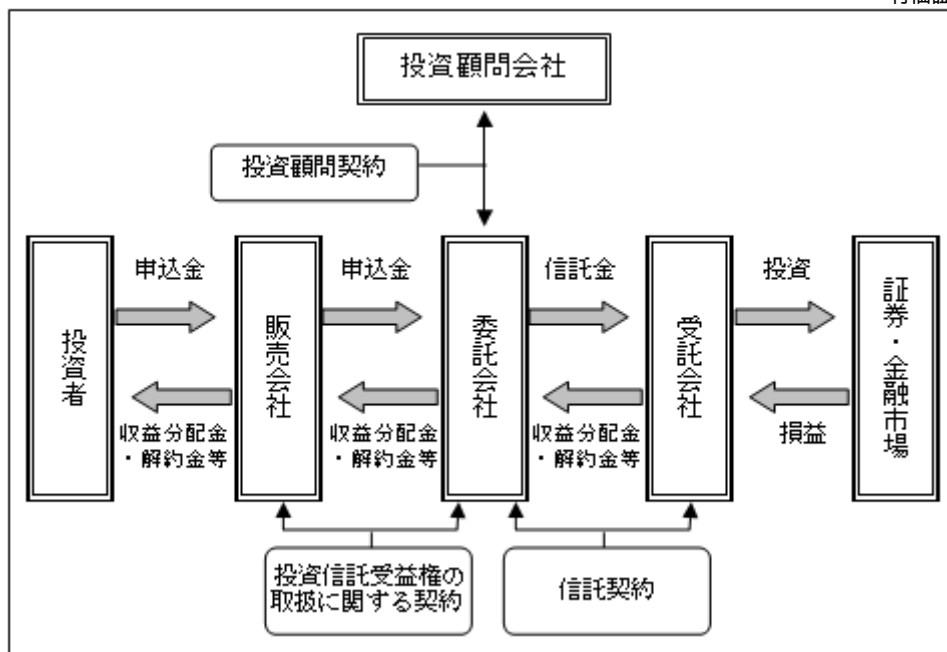 投資顧問会社
投資顧問契約
申込金
申込金
信託金
投資
投資者
販売会社
委託会社
受託会社
証券・金融市場
収益分配金
・解約金等
収益分配金
・解約金等
収益分配金
・解約金等
損益
投資信託受益権の
取扱に関する契約
信託契約